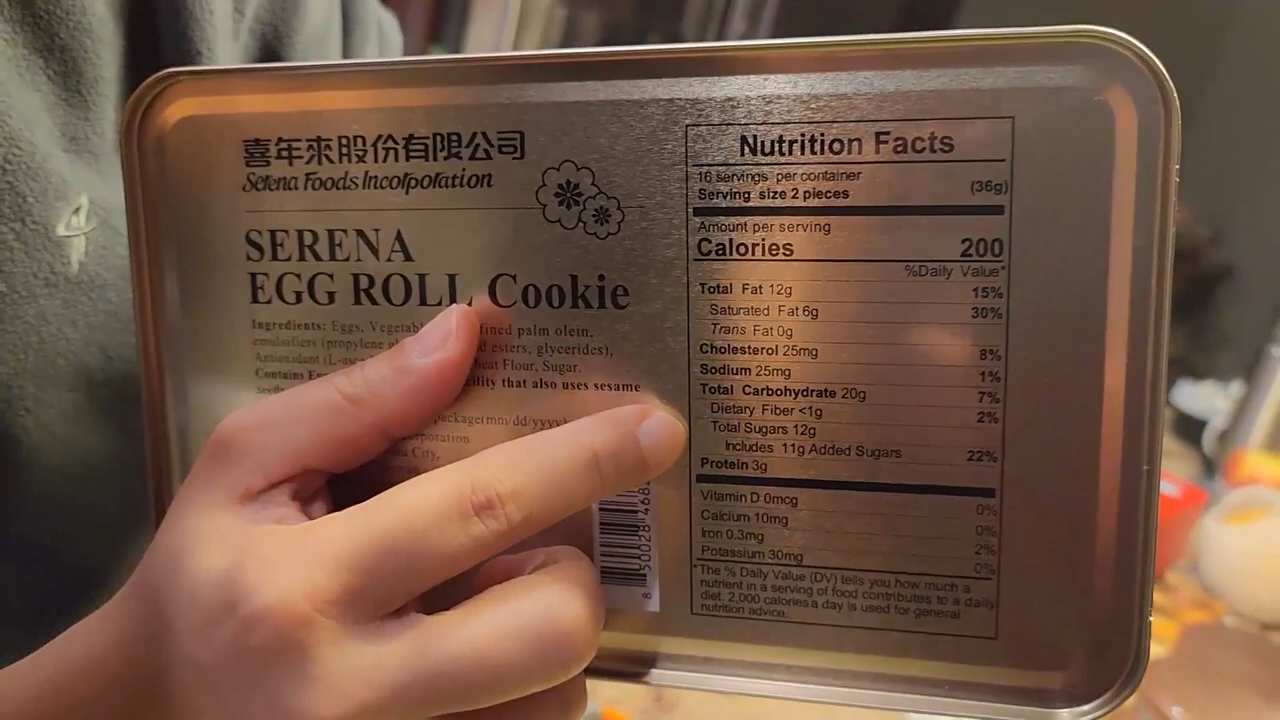 喜年來股份有限公司
Serena Foods Incorporation
SERENA
EGG ROLL Cookie
Ingredients: Eggs, palm olein,
emulsifiers (propylene esters, glycerides),
Antioxidant Flour, Sugar.
Contains that also uses sesame
package(mm/dd/yyyy)
City,
Nutrition Facts
16 servings per container
Serving size 2 pieces (36g)
Amount per serving
Calories 200
%Daily Value*
Total Fat 12g 15%
Saturated Fat 6g 30%
Trans Fat 0g
Cholesterol 25mg 8%
Sodium 25mg 1%
Total Carbohydrate 20g 7%
Dietary Fiber <1g 2%
Total Sugars 12g
Includes 11g Added Sugars 22%
Protein 3g
Vitamin D 0mcg 0%
Calcium 10mg 0%
Iron 0.3mg 2%
Potassium 30mg 0%
*The % Daily Value (DV) tells you how much a
nutrient in a serving of food contributes to a daily
diet. 2,000 calories a day is used for general
nutrition advice.